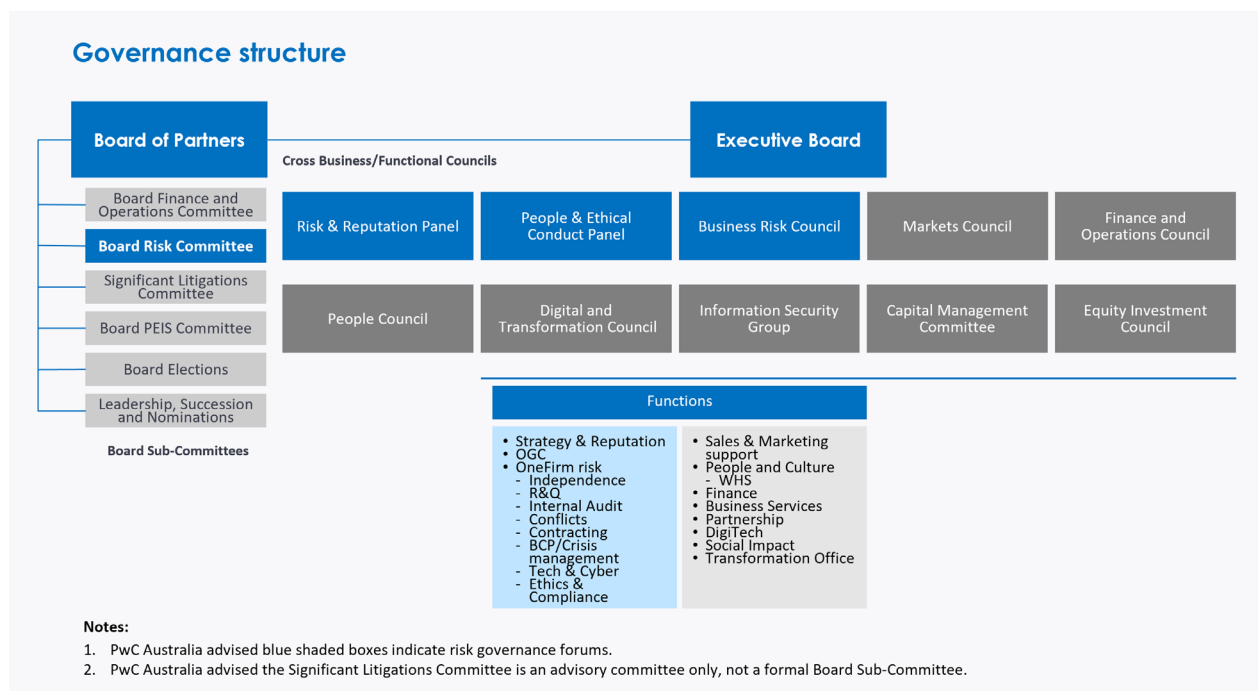 Governance structure
Board of Partners
Executive Board
Cross Business/Functional Councils
Board Finance and
Operations Committee
Board Risk Committee
Significant Litigations
Committee
Board PEIS Committee
Board Elections
Leadership, Succession
and Nominations
Board Sub-Committees
Risk & Reputation Panel
People & Ethical
Conduct Panel
Business Risk Council
Markets Council
Finance and
Operations Council
People Council
Digital and
Transformation Council
Information Security
Group
Capital Management
Committee
Equity Investment
Council
Functions
• Strategy & Reputation
• OGC
• OneFirm risk
- Independence
- R&Q
- Internal Audit
- Conflicts
- Contracting
- BCP/Crisis
management
- Tech & Cyber
- Ethics &
Compliance
• Sales & Marketing
support
• People and Culture
- WHS
• Finance
• Business Services
• Partnership
• DigiTech
• Social Impact
• Transformation Office
Notes:
1. PwC Australia advised blue shaded boxes indicate risk governance forums.
2. PwC Australia advised the Significant Litigations Committee is an advisory committee only, not a formal Board Sub-Committee.